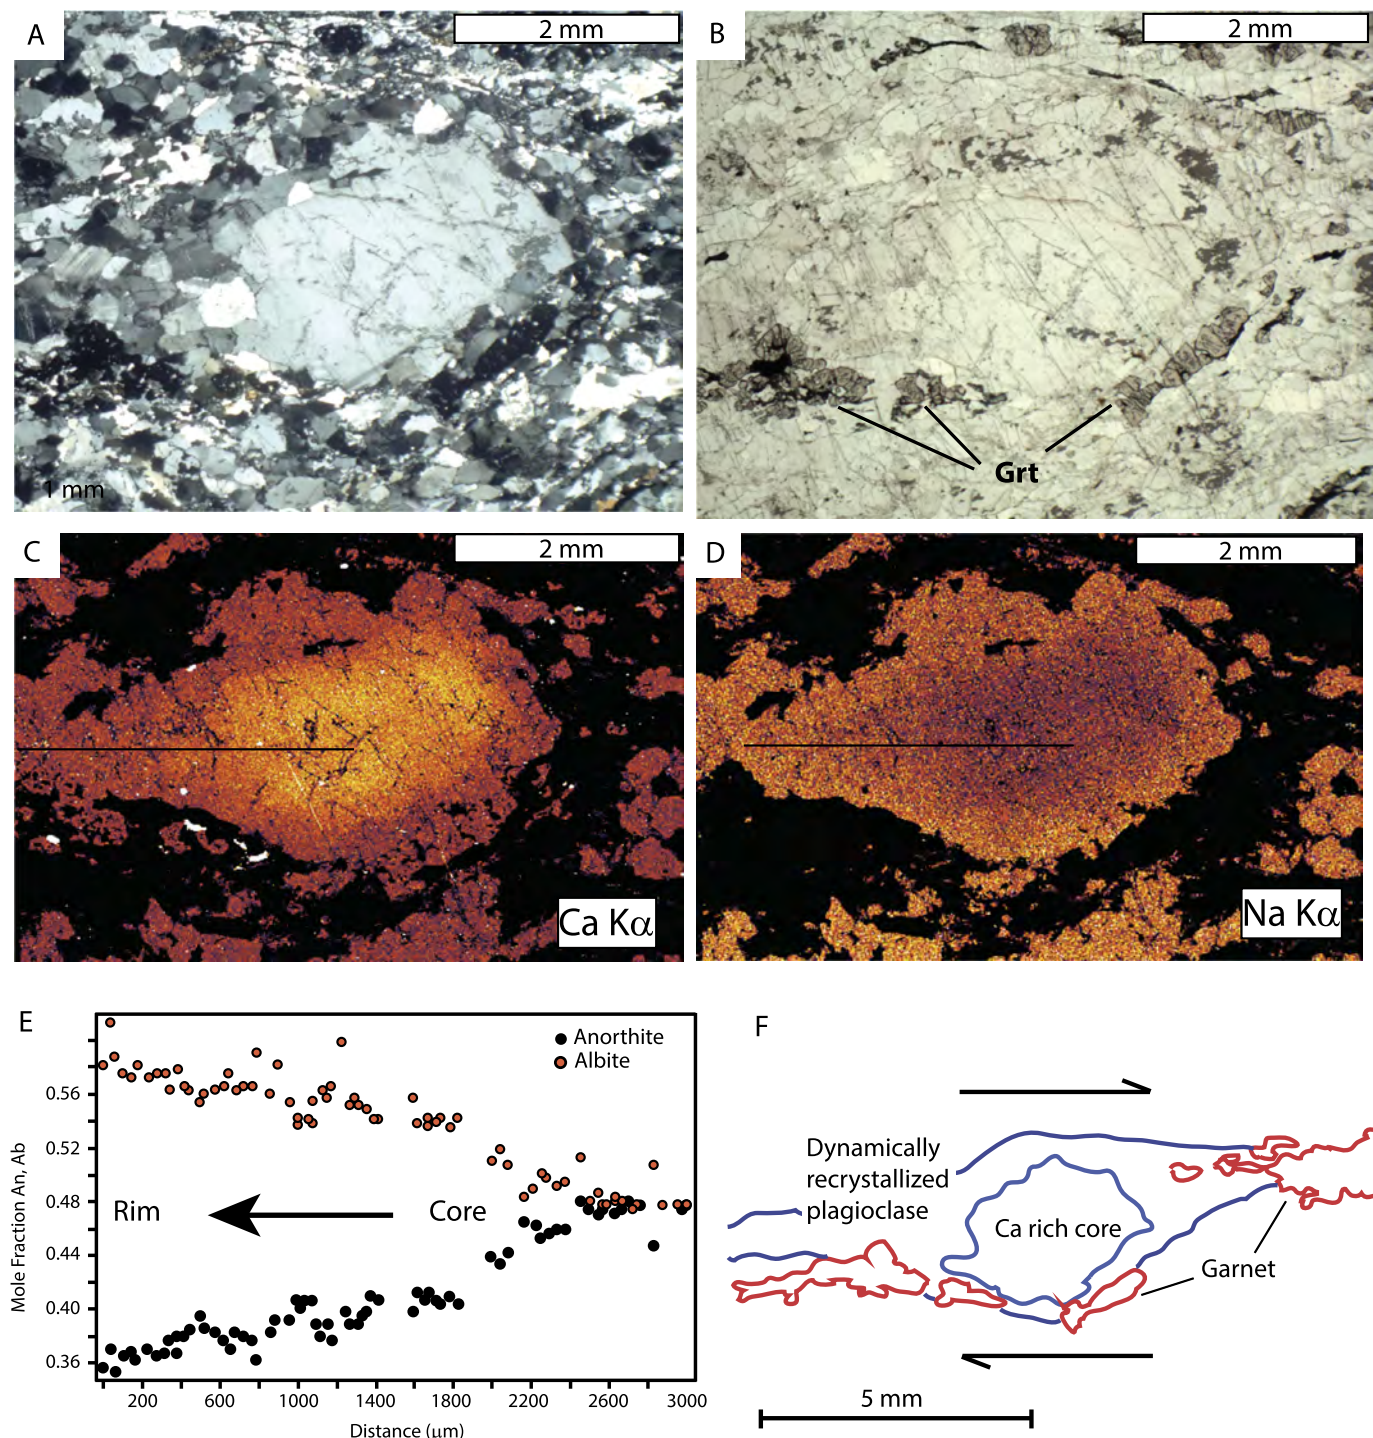 A
2 mm
1 mm
B
2 mm
Grt
C
2 mm
Ca Kα
D
2 mm
Na Kα
E
Anorthite
Albite
0.56
0.52
0.48
0.44
0.40
0.36
Mole Fraction An, Ab
Rim
Core
200
600
1000
1400
1800
2200
2600
3000
Distance (μm)
F
Dynamically
recrystallized
plagioclase
Ca rich core
Garnet
5 mm